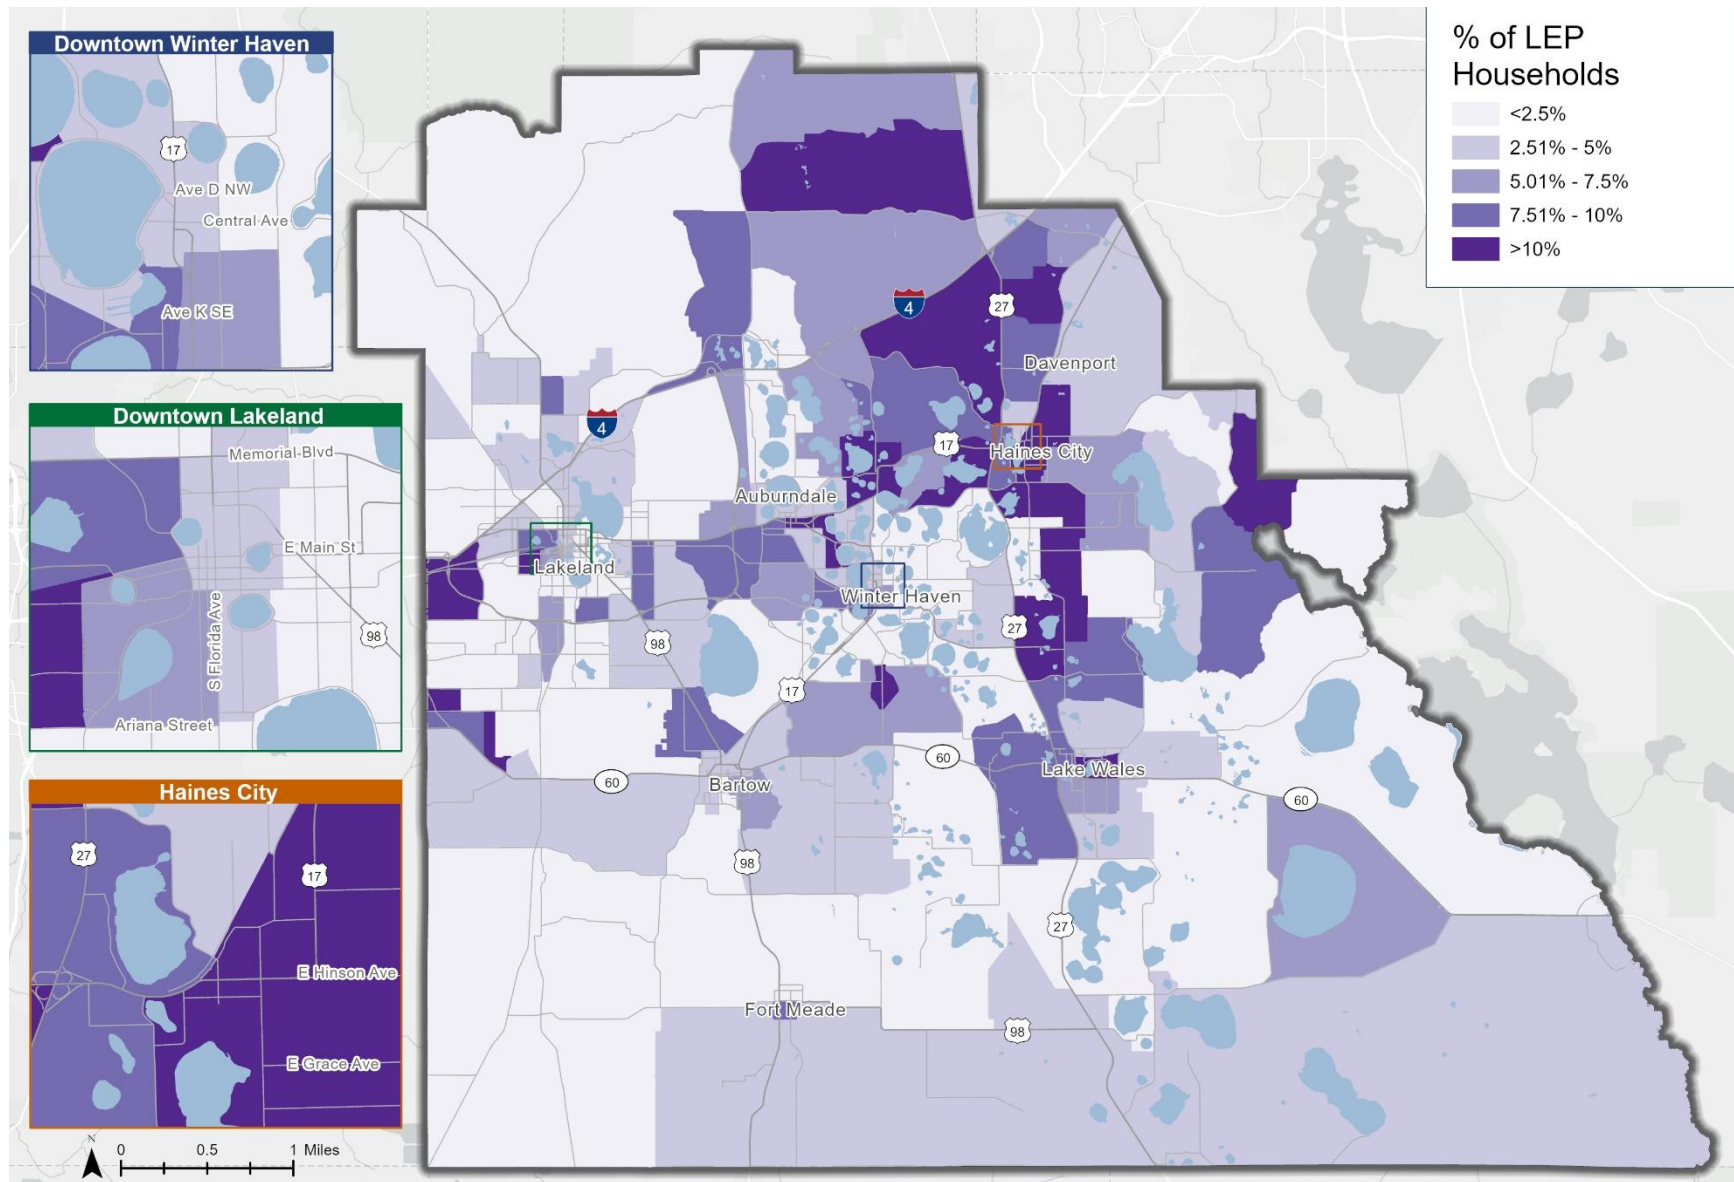 Downtown Winter Haven
17
Ave D NW
Central Ave
Ave K SE
Downtown Lakeland
Memorial Blvd
E Main St
S Florida Ave
98
Ariana Street
Haines City
27
17
E Hinson Ave
E Grace Ave
N
0 0.5 1 Miles
% of LEP
Households
<2.5%
2.51% - 5%
5.01% - 7.5%
7.51% - 10%
>10%
4
27
Davenport
4
17
Haines City
Auburndale
Lakeland
Winter Haven
27
98
17
60
Lake Wales
60
Bartow
60
98
27
Fort Meade
98